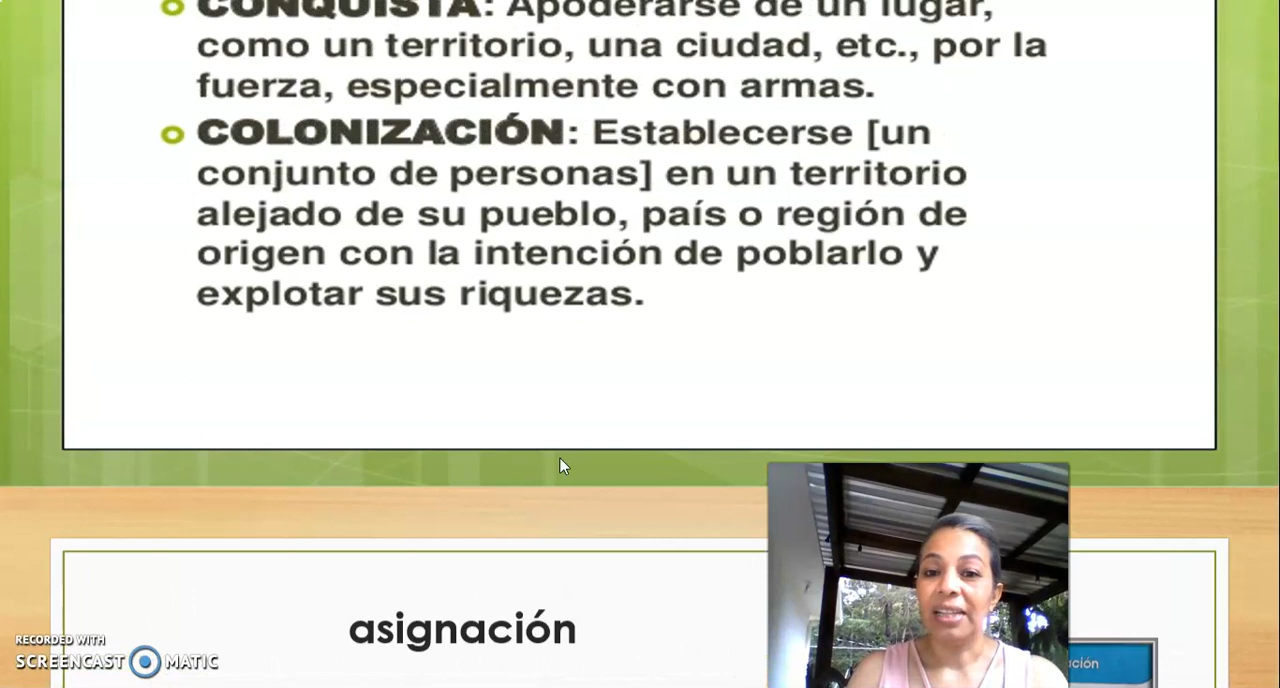 CONQUISTA: Apoderarse de un lugar,
como un territorio, una ciudad, etc., por la
fuerza, especialmente con armas.
COLONIZACIÓN: Establecerse [un
conjunto de personas] en un territorio
alejado de su pueblo, país o región de
origen con la intención de poblarlo y
explotar sus riquezas.
asignación
RECORDED WITH
SCREENCAST MATIC